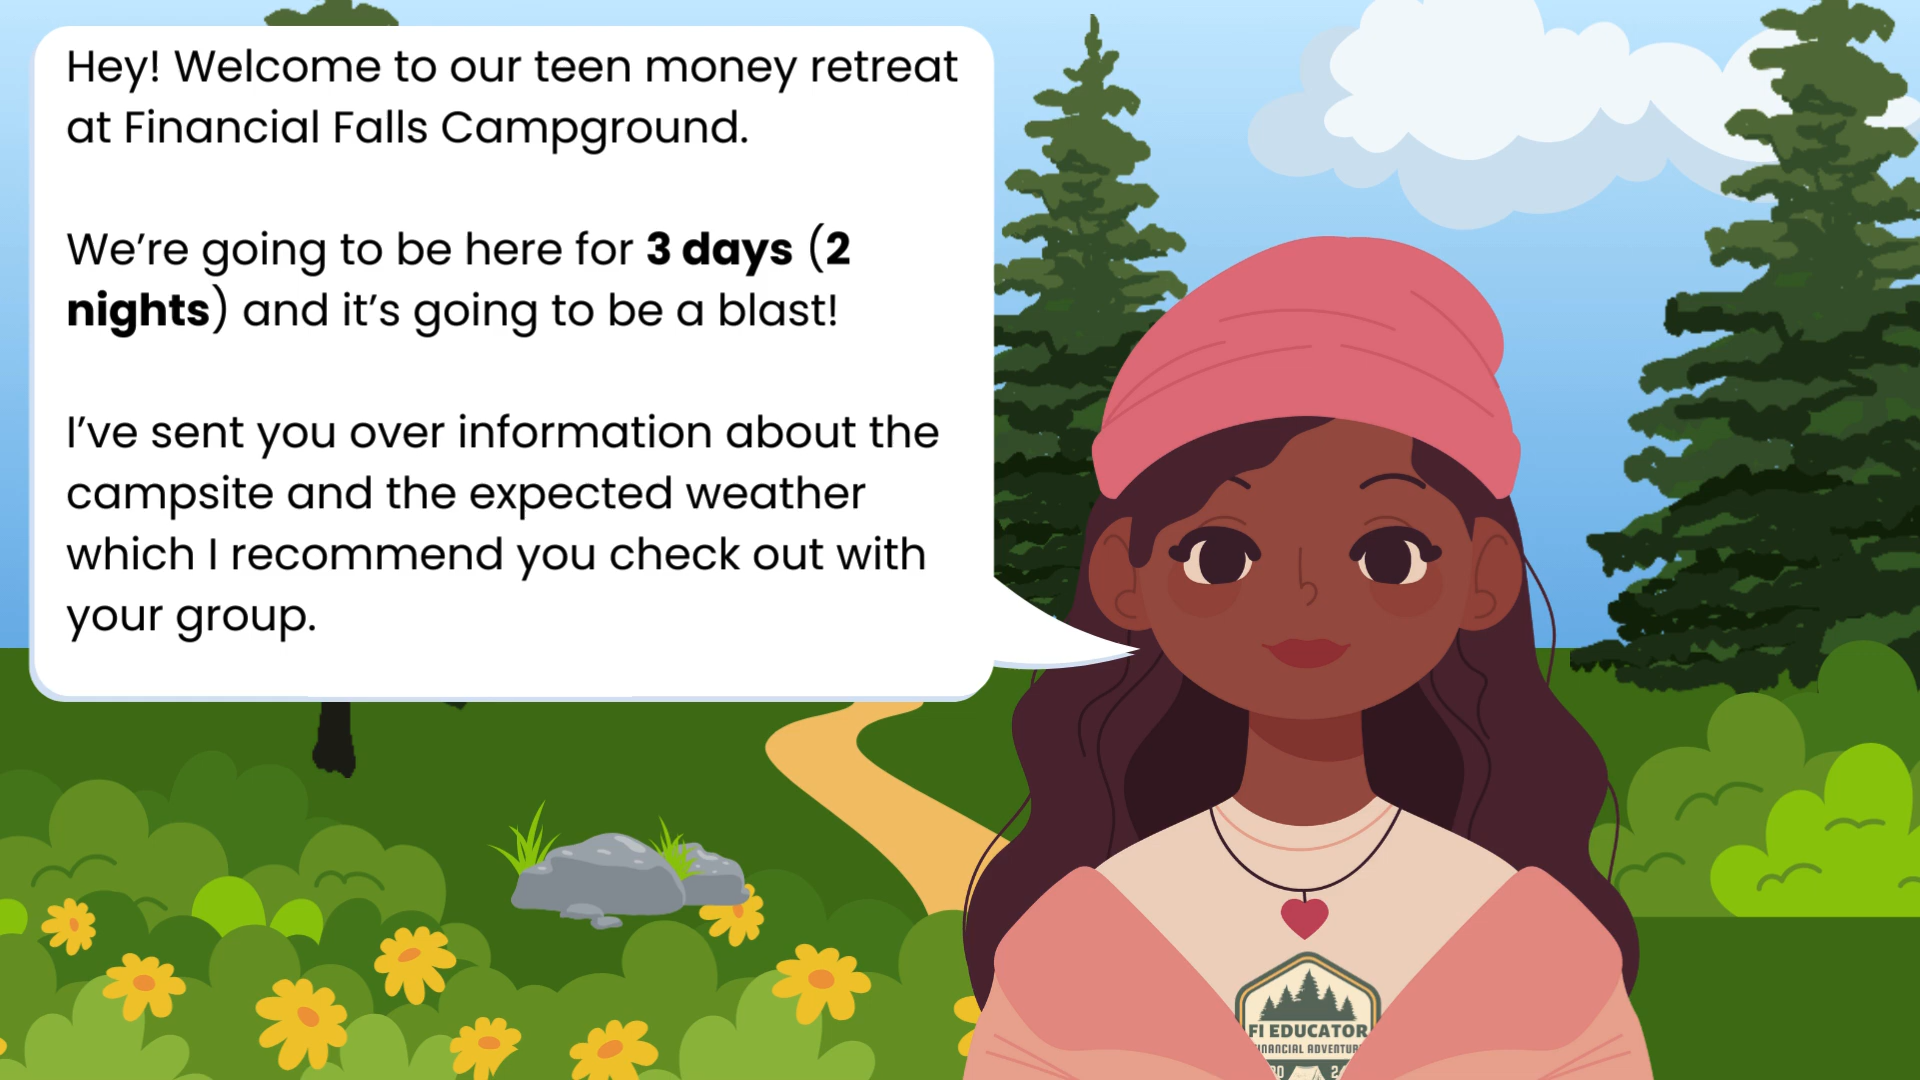 Hey! Welcome to our teen money retreat
at Financial Falls Campground.
We’re going to be here for 3 days (2
nights) and it’s going to be a blast!
I’ve sent you over information about the
campsite and the expected weather
which I recommend you check out with
your group.
FI EDUCATOR